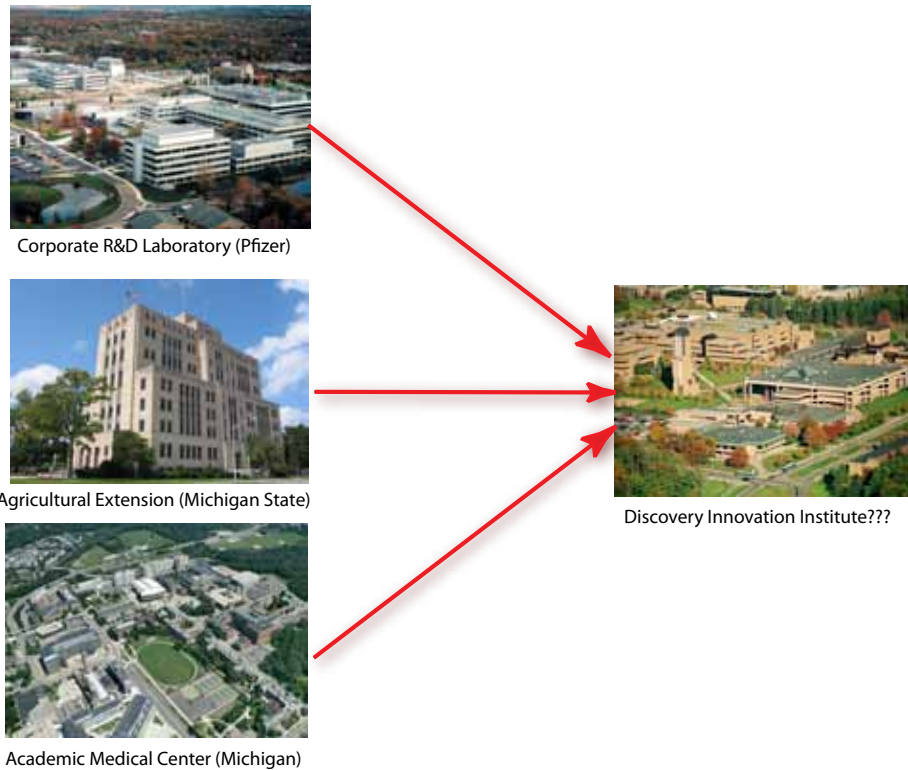 Corporate R&D Laboratory (Pfizer)
Agricultural Extension (Michigan State)
Discovery Innovation Institute???
Academic Medical Center (Michigan)